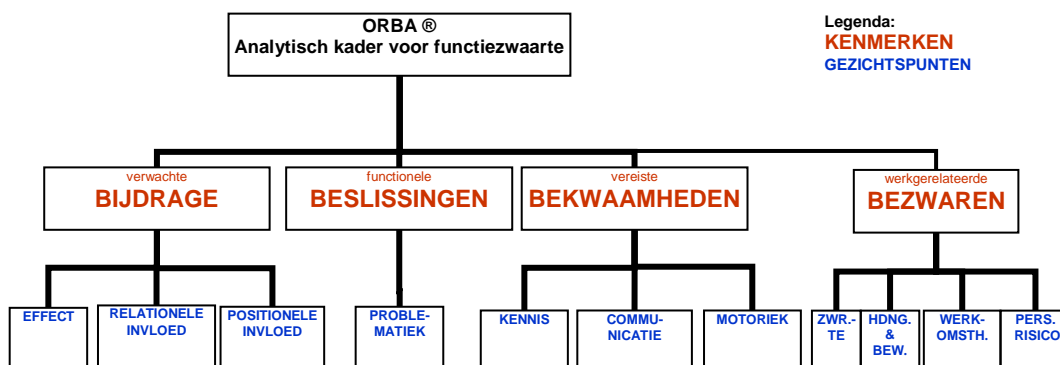 ORBA ®
Analytisch kader voor functiezwaarte
Legenda:
KENMERKEN
GEZICHTSPUNTEN
verwachte
BIJDRAGE
functionele
BESLISSINGEN
vereiste
BEKWAAMHEDEN
werkgerelateerde
BEZWAREN
EFFECT
RELATIONELE
INVLOED
POSITIONELE
INVLOED
PROBLE-
MATIEK
KENNIS
COMMU-
NICATIE
MOTORIEK
ZWR.-
TE
HDNG.
&
BEW.
WERK-
OMSTH.
PERS.
RISICO